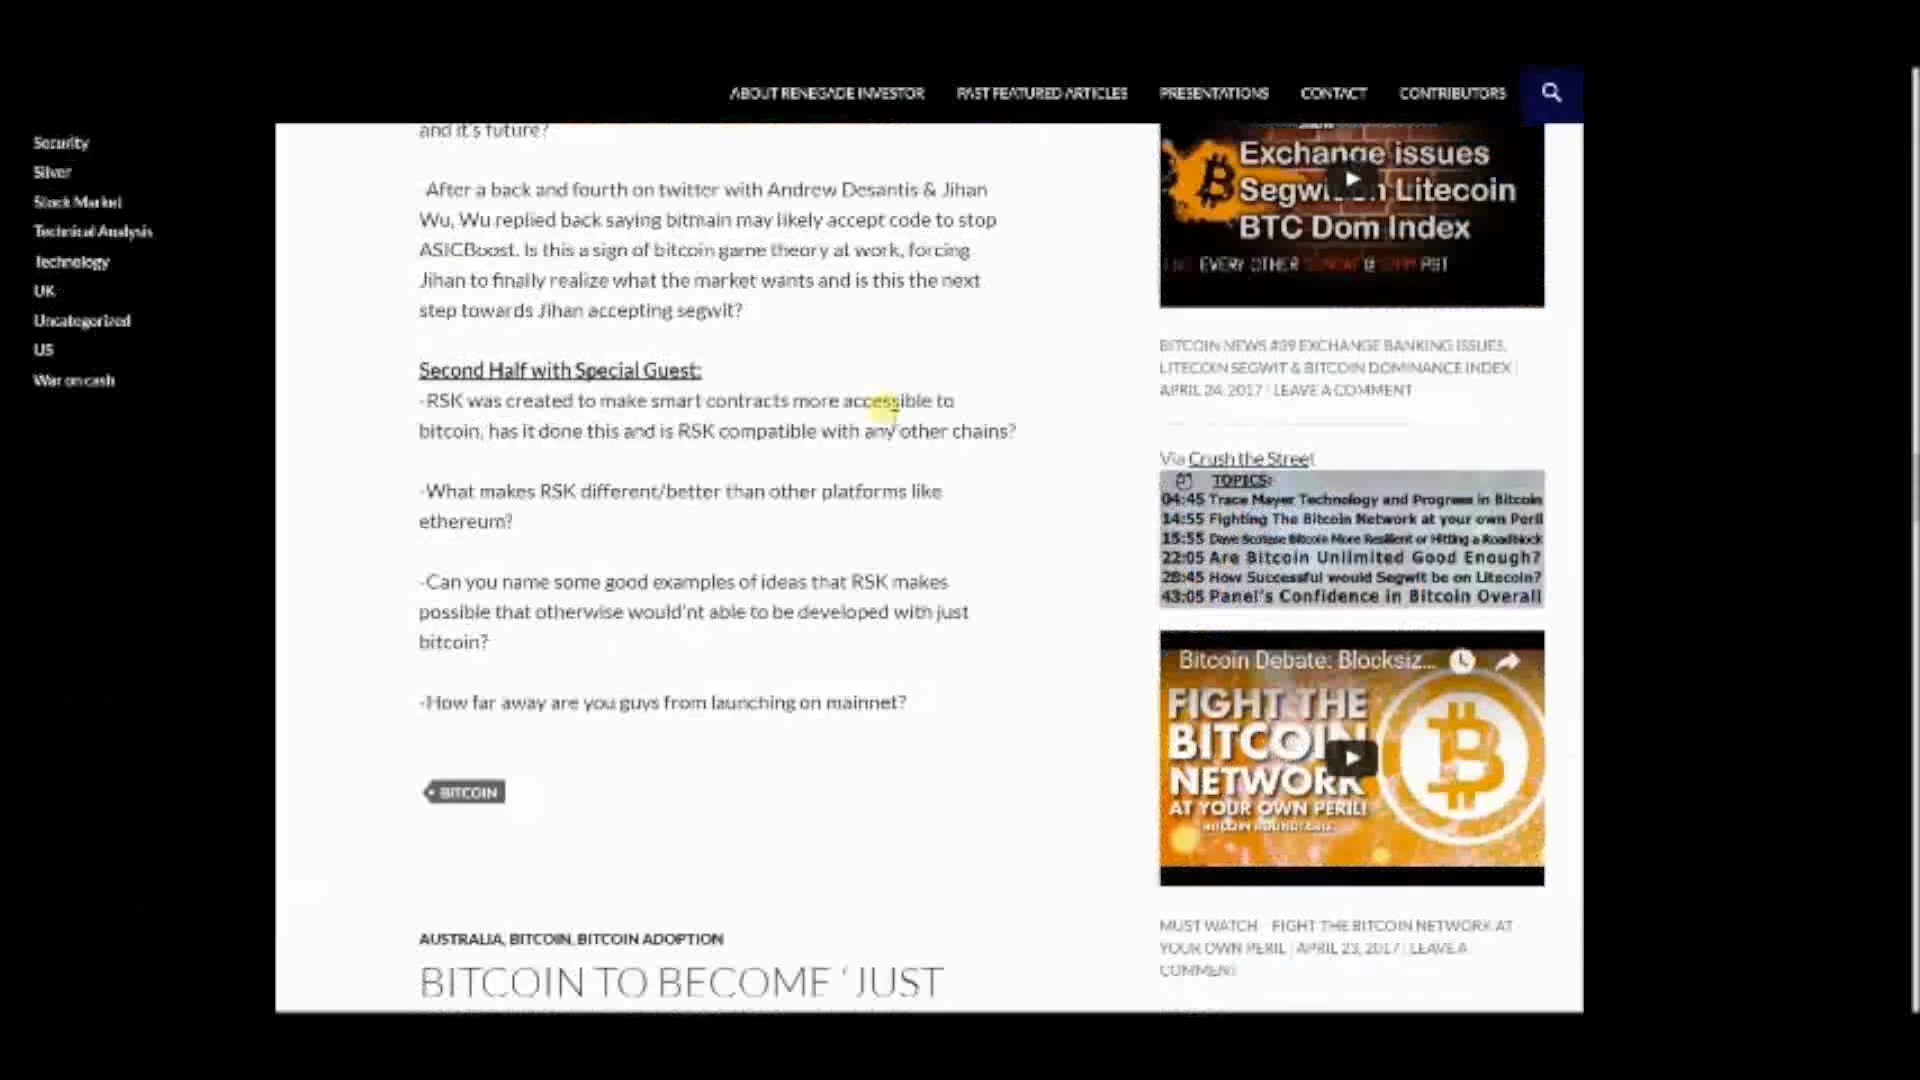 ABOUT RENEGADE INVESTOR PAST FEATURED ARTICLES PRESENTATIONS CONTACT CONTRIBUTORS
Security
Silver
Stock Market
Technical Analysis
Technology
UK
Uncategorized
US
War on cash
and it's future?
-After a back and fourth on twitter with Andrew Desantis & Jihan
Wu, Wu replied back saying bitmain may likely accept code to stop
ASICBoost. Is this a sign of bitcoin game theory at work, forcing
Jihan to finally realize what the market wants and is this the next
step towards Jihan accepting segwit?
Second Half with Special Guest:
-RSK was created to make smart contracts more accessible to
bitcoin, has it done this and is RSK compatible with any other chains?
-What makes RSK different/better than other platforms like
ethereum?
-Can you name some good examples of ideas that RSK makes
possible that otherwise would'nt able to be developed with just
bitcoin?
-How far away are you guys from launching on mainnet?
BITCOIN
AUSTRALIA, BITCOIN, BITCOIN ADOPTION
BITCOIN TO BECOME ‘JUST
Exchange issues
Segwi... n Litecoin
BTC Dom Index
EVERY OTHER SUNDAY @ PST
BITCOIN NEWS #39 EXCHANGE BANKING ISSUES,
LITECOIN SEGWIT & BITCOIN DOMINANCE INDEX |
APRIL 24, 2017 | LEAVE A COMMENT
Via Crush the Street
TOPICS:
04:45 Trace Mayer Technology and Progress in Bitcoin
14:55 Fighting The Bitcoin Network at your own Peril
15:55 Bitcoin More Resilient or Hitting a Roadblock
22:05 Are Bitcoin Unlimited Good Enough?
28:45 How Successful would Segwit be on Litecoin?
43:05 Panel's Confidence in Bitcoin Overall
Bitcoin Debate: Blocksiz...
FIGHT THE
BITCOIN
NETWORK
AT YOUR OWN PERIL!
BITCOIN ROUNDTABLE
MUST WATCH – FIGHT THE BITCOIN NETWORK AT
YOUR OWN PERIL | APRIL 23, 2017 | LEAVE A
COMMENT